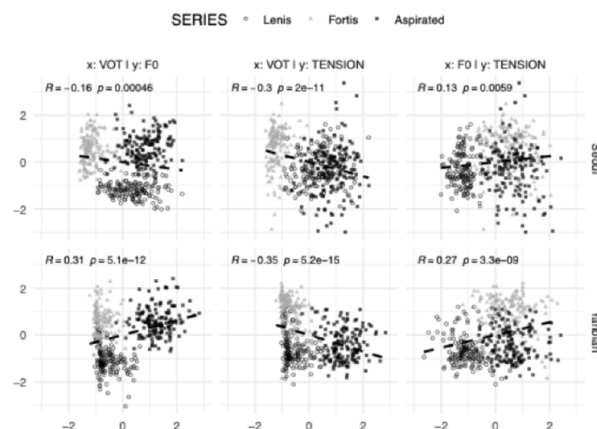 SERIES Lenis Fortis Aspirated
x: VOT | y: F0 x: VOT | y: TENSION x: F0 | y: TENSION
R = −0.16 p = 0.00046 R = −0.3 p = 2e−11 R = 0.13 p = 0.0059
2
0
−2
Seoul
R = 0.31 p = 5.1e−12 R = −0.35 p = 5.2e−15 R = 0.27 p = 3.3e−09
2
0
−2
Yanbian
−2 0 2 −2 0 2 −2 0 2